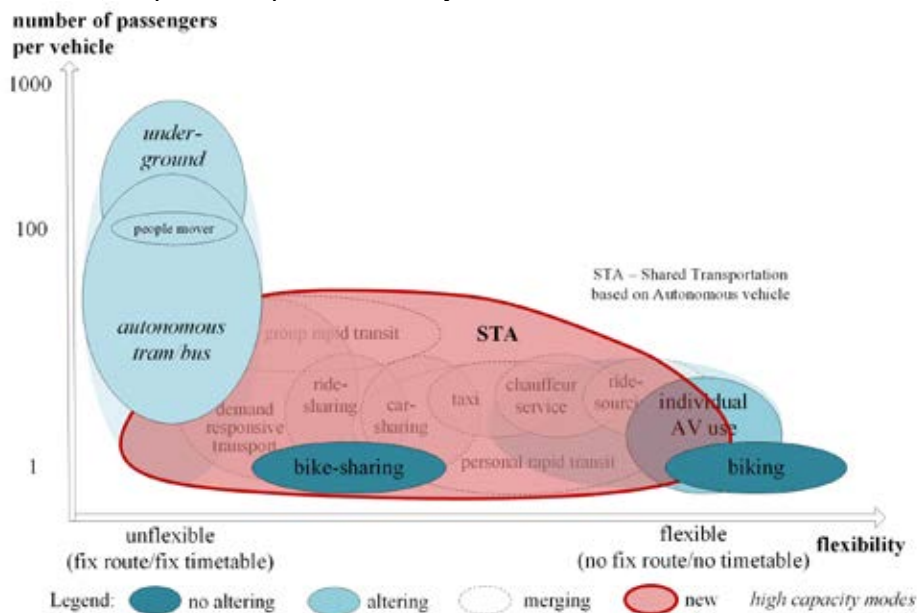 number of passengers
per vehicle
1000
under-
ground
100
people mover
STA – Shared Transportation
based on Autonomous vehicle
autonomous
tram/bus
group rapid transit
STA
ride-
sharing
car-
sharing
taxi
chauffeur
service
ride-
sourc
individual
AV use
demand
responsive
transport
1
bike-sharing
personal rapid transit
biking
unflexible
(fix route/fix timetable)
flexible
(no fix route/no timetable)
flexibility
Legend: no altering altering merging new high capacity modes